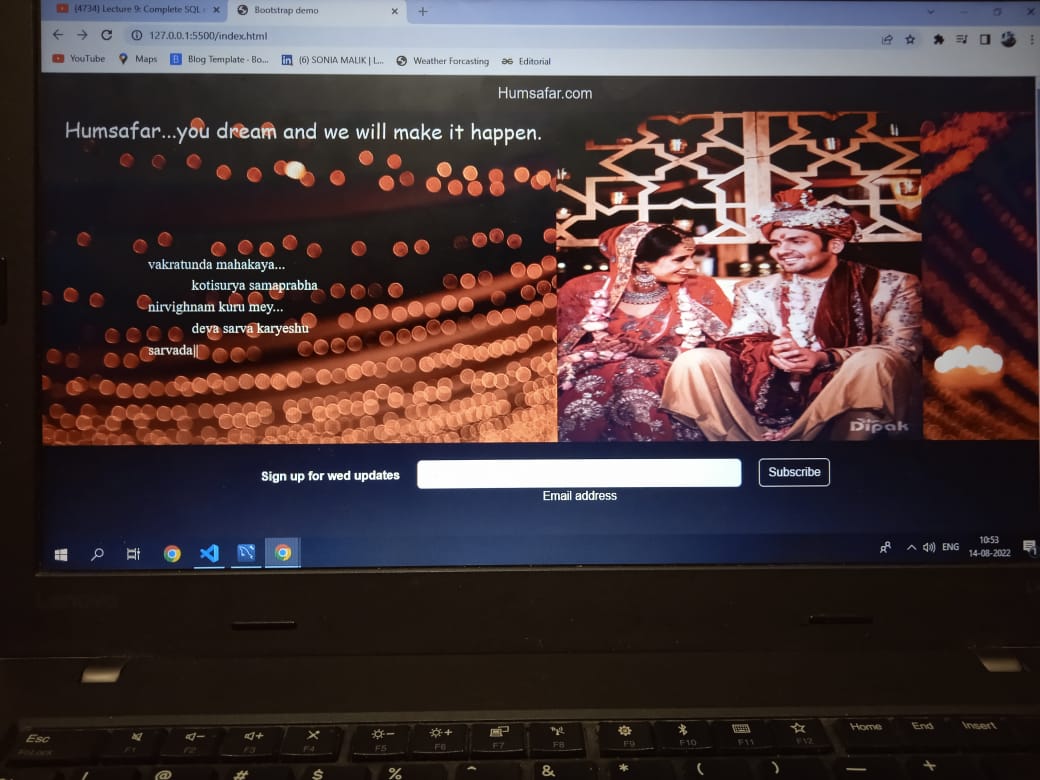 (4734) Lecture 9: Complete SQL
Bootstrap demo
127.0.0.1:5500/index.html
YouTube
Maps
B
Blog Template - Bo...
in
(6) SONIA MALIK | L...
Weather Forcasting
Editorial
Humsafar.com
Humsafar...you dream and we will make it happen.
vakratunda mahakaya...
kotisurya samaprabha
nirvighnam kuru mey...
deva sarva karyeshu
sarvada||
Dipak
Sign up for wed updates
Subscribe
Email address
ENG
10:53
14-08-2022
Lenovo
Esc
FnLock
F1
F2
F3
F4
F5
F6
F7
F8
F9
F10
F11
F12
Home
End
Insert
! @ # $ % ^ & * ( ) — +